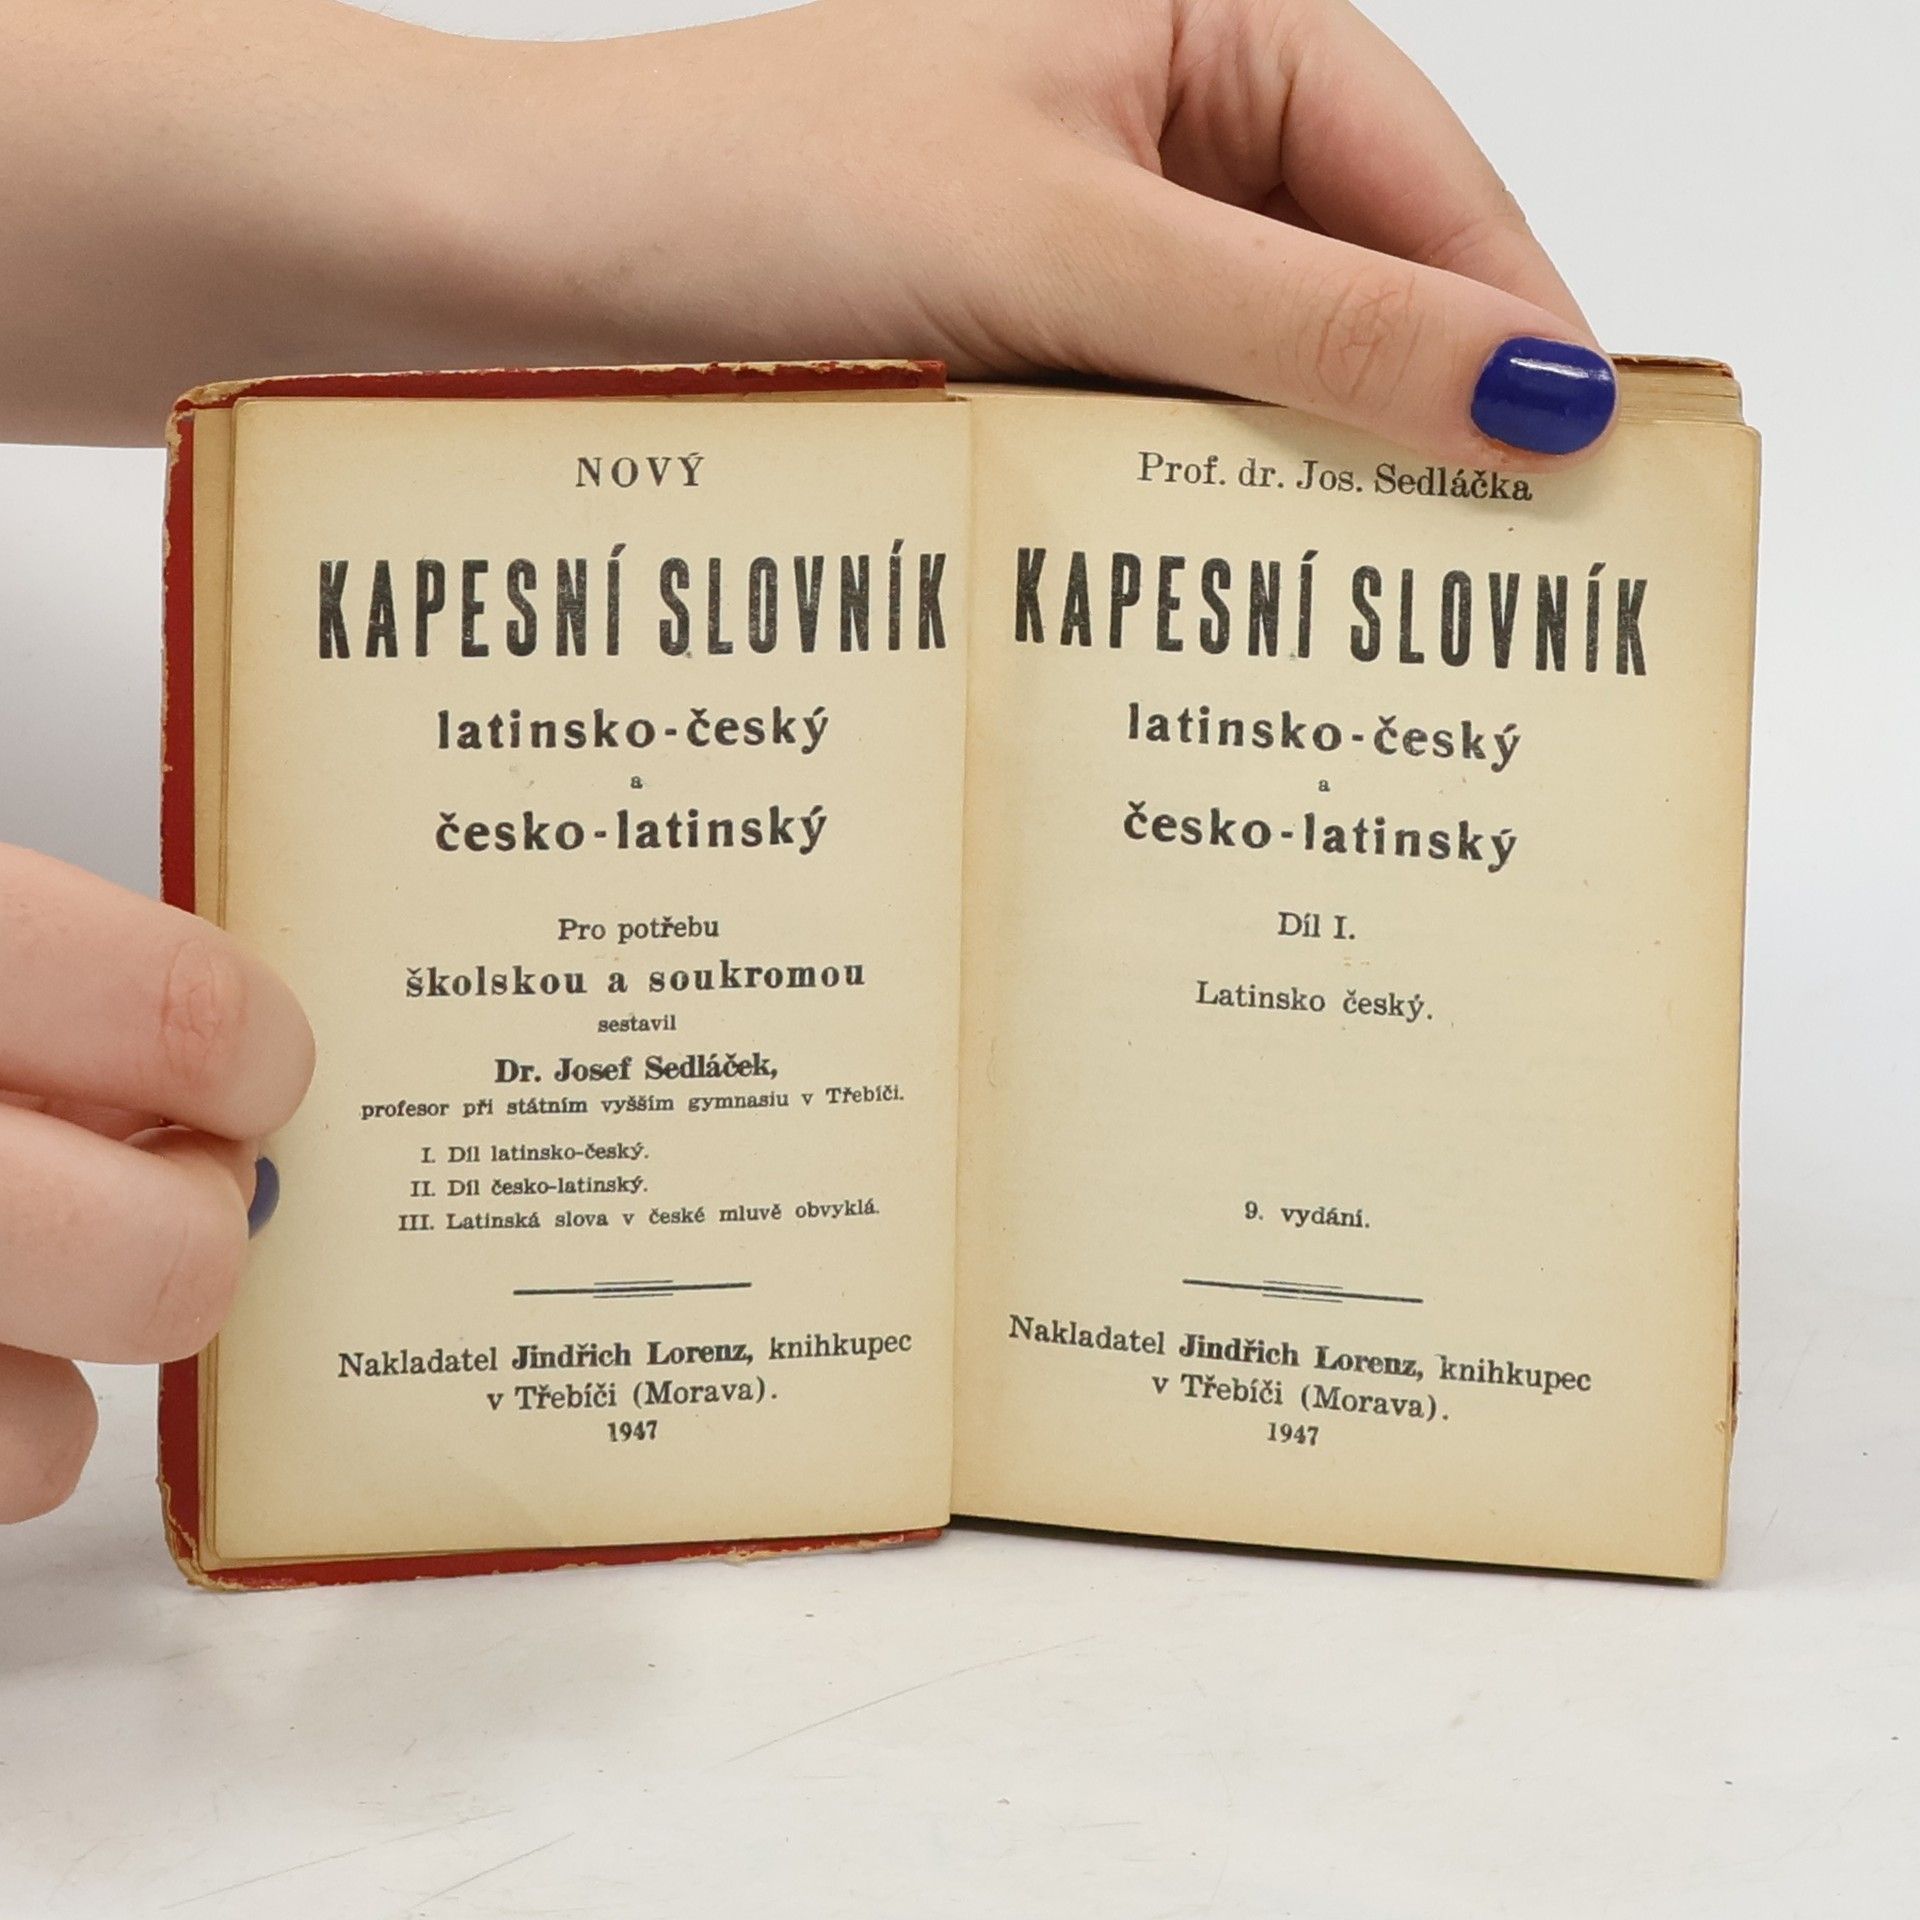 NOVÝ
KAPESNÍ SLOVNÍK
latinsko-český
a
česko-latinský
Pro potřebu
školskou a soukromou
sestavil
Dr. Josef Sedláček,
profesor při státním vyšším gymnasiu v Třebíči.
I. Díl latinsko-český.
II. Díl česko-latinský.
III. Latinská slova v české mluvě obvyklá.
Nakladatel Jindřich Lorenz, knihkupec
v Třebíči (Morava).
1947
Prof. dr. Jos. Sedláčka
KAPESNÍ SLOVNÍK
latinsko-český
a
česko-latinský
Díl I.
Latinsko český.
9. vydání.
Nakladatel Jindřich Lorenz, knihkupec
v Třebíči (Morava).
1947